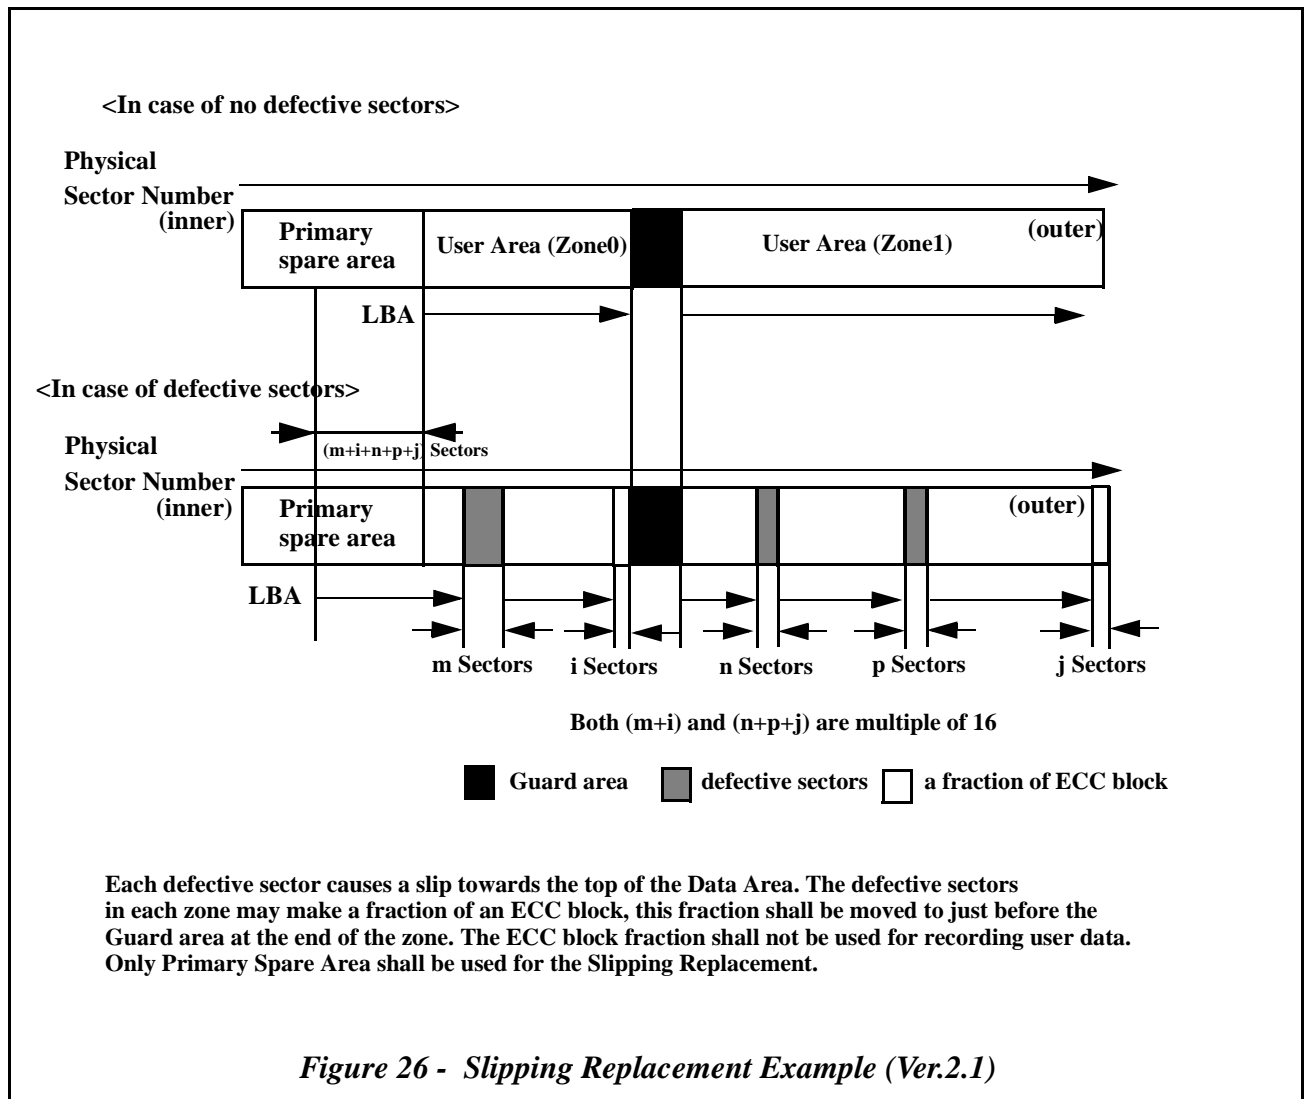 <In case of no defective sectors>
Physical
Sector Number
(inner)
Primary
spare area
User Area (Zone0)
User Area (Zone1)
(outer)
LBA
<In case of defective sectors>
Physical
(m+i+n+p+j) Sectors
Sector Number
(inner)
Primary
spare area
(outer)
LBA
m Sectors
i Sectors
n Sectors
p Sectors
j Sectors
Both (m+i) and (n+p+j) are multiple of 16
Guard area
defective sectors
a fraction of ECC block
Each defective sector causes a slip towards the top of the Data Area. The defective sectors
in each zone may make a fraction of an ECC block, this fraction shall be moved to just before the
Guard area at the end of the zone. The ECC block fraction shall not be used for recording user data.
Only Primary Spare Area shall be used for the Slipping Replacement.
Figure 26 - Slipping Replacement Example (Ver.2.1)